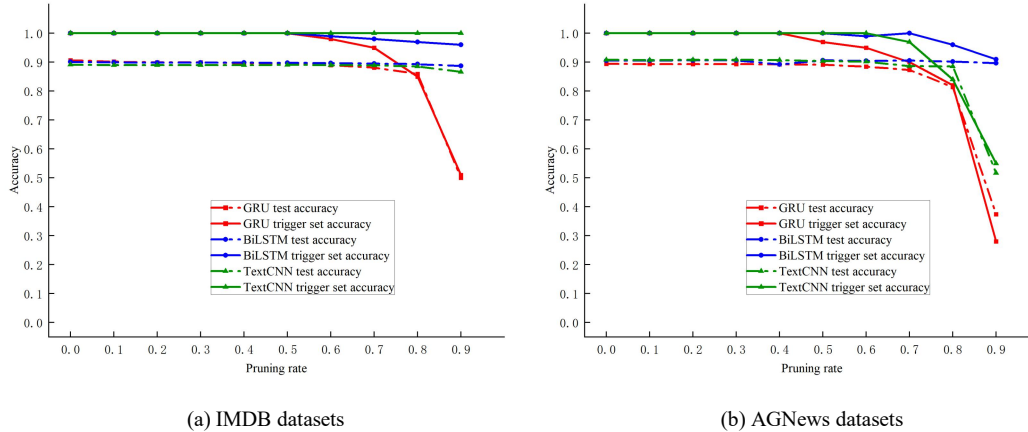 1.0
0.9
0.8
0.7
0.6
0.5
0.4
0.3
0.2
0.1
0.0
Accuracy
GRU test accuracy
GRU trigger set accuracy
BiLSTM test accuracy
BiLSTM trigger set accuracy
TextCNN test accuracy
TextCNN trigger set accuracy
0.0 0.1 0.2 0.3 0.4 0.5 0.6 0.7 0.8 0.9
Pruning rate
(a) IMDB datasets
1.0
0.9
0.8
0.7
0.6
0.5
0.4
0.3
0.2
0.1
0.0
Accuracy
GRU test accuracy
GRU trigger set accuracy
BiLSTM test accuracy
BiLSTM trigger set accuracy
TextCNN test accuracy
TextCNN trigger set accuracy
0.0 0.1 0.2 0.3 0.4 0.5 0.6 0.7 0.8 0.9
Pruning rate
(b) AGNews datasets